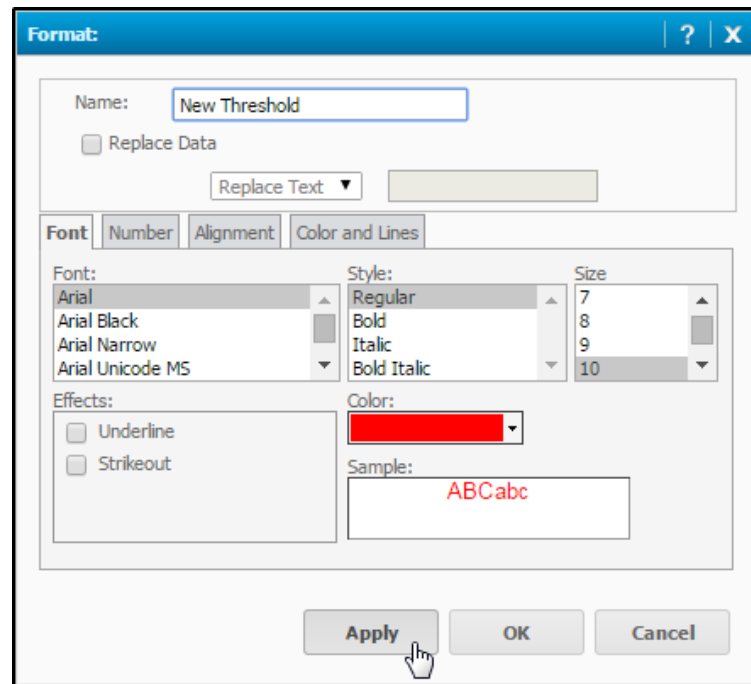 Format: ? X
Name: New Threshold
Replace Data
Replace Text ▼
Font Number Alignment Color and Lines
Font: Style: Size
Arial Regular 7
Arial Black Bold 8
Arial Narrow Italic 9
Arial Unicode MS Bold Italic 10
Effects: Color:
Underline
Strikeout
Sample:
ABCabc
Apply OK Cancel